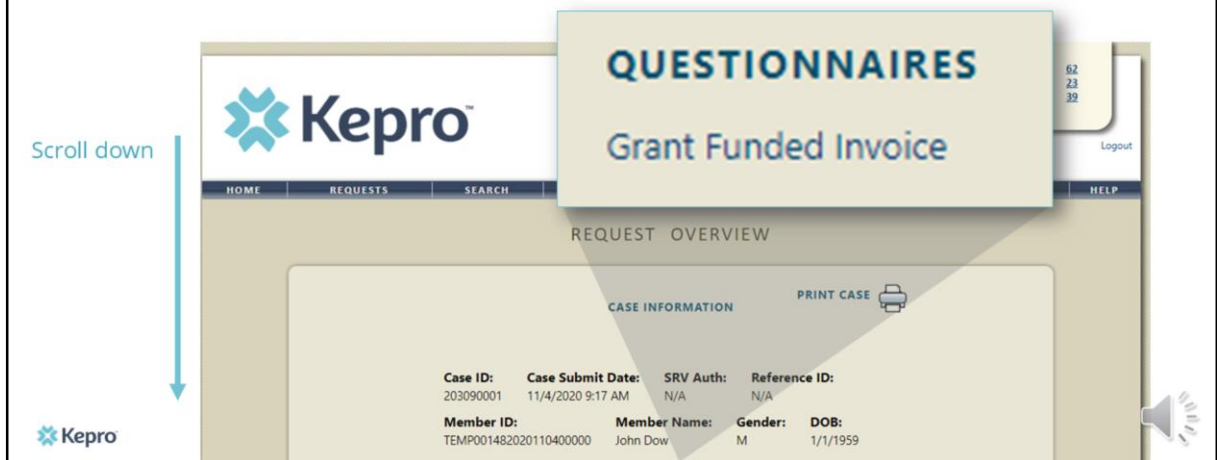 QUESTIONNAIRES
Grant Funded Invoice
62
23
39
Kepro™
Scroll down
Logout
HOME REQUESTS SEARCH HELP
REQUEST OVERVIEW
CASE INFORMATION PRINT CASE
Case ID: Case Submit Date: SRV Auth: Reference ID:
203090001 11/4/2020 9:17 AM N/A N/A
Member ID: Member Name: Gender: DOB:
TEMP001482020110400000 John Dow M 1/1/1959
Kepro